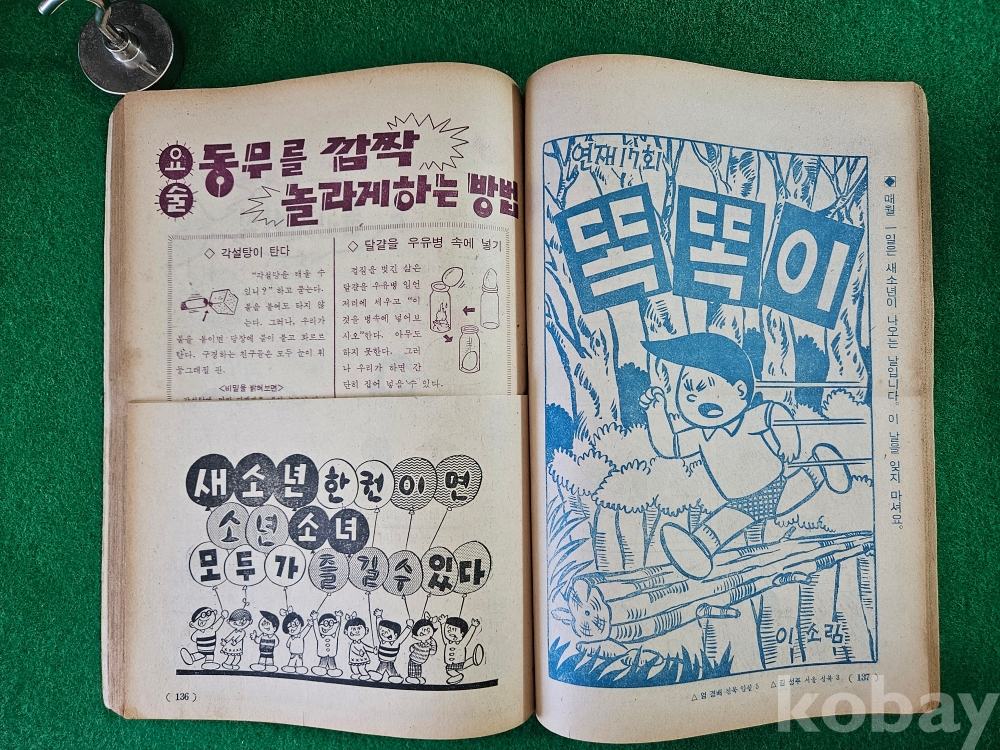 요술
동무를 깜짝
놀라게하는 방법
◇ 각설탕이 탄다
"각설탕을 태울 수
있니?" 하고 묻는다.
불을 붙여도 타지 않
는다. 그러나, 우리가
불을 붙이면 당장에 불이 붙고 화르르
탄다. 구경하는 친구들은 모두 눈이 휘
둥그래질 판.
<비밀을 밝혀보면>
◇ 달걀을 우유병 속에 넣기
겉질을 벗긴 삶은
달걀을 우유병 입언
저리에 세우고 "이
것을 병속에 넣어보
시오"한다. 아무도
하지 못한다. 그러
나 우리가 하면 간
단히 집어 넣을 수 있다.
새소년 한권이면
소년소녀
모두가 즐길수 있다
( 136 )
연재 17회
똑똑이
이소림
◆ 매월 一일은 새소년이 나오는 날입니다. 이 날을 잊지 마셔요.
( 137 )
kobay